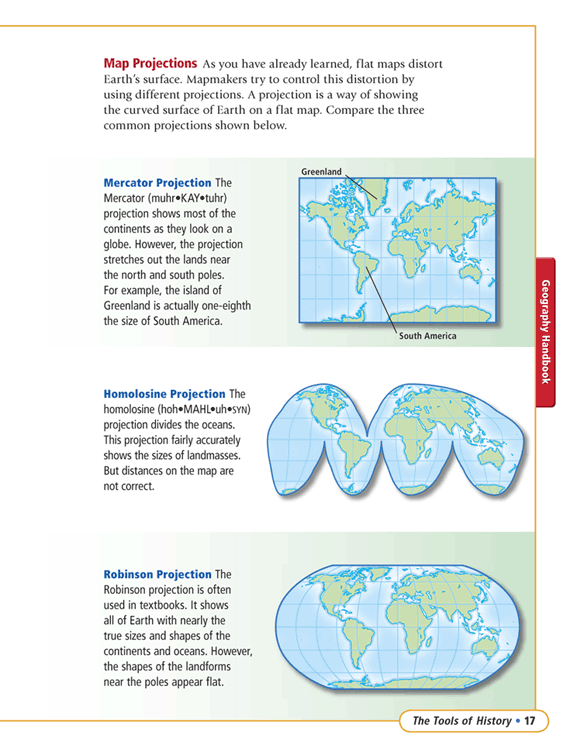 Map Projections As you have already learned, flat maps distort
Earth's surface. Mapmakers try to control this distortion by
using different projections. A projection is a way of showing
the curved surface of Earth on a flat map. Compare the three
common projections shown below.
Mercator Projection The
Mercator (muhr•KAY•tuhr)
projection shows most of the
continents as they look on a
globe. However, the projection
stretches out the lands near
the north and south poles.
For example, the island of
Greenland is actually one-eighth
the size of South America.
Greenland
South America
Geography Handbook
Homolosine Projection The
homolosine (hoh•MAHL•uh•SYN)
projection divides the oceans.
This projection fairly accurately
shows the sizes of landmasses.
But distances on the map are
not correct.
Robinson Projection The
Robinson projection is often
used in textbooks. It shows
all of Earth with nearly the
true sizes and shapes of the
continents and oceans. However,
the shapes of the landforms
near the poles appear flat.
The Tools of History • 17